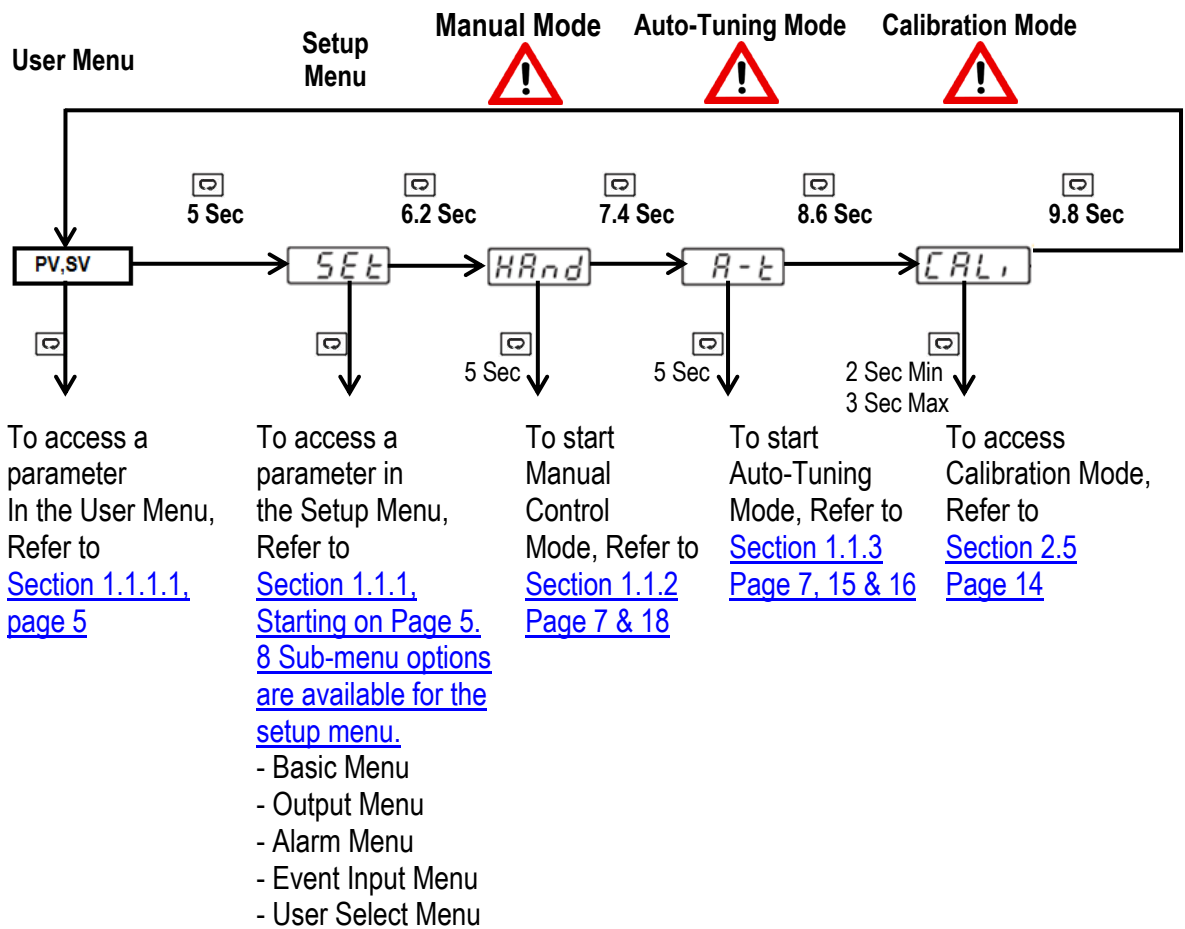 User Menu
Setup
Menu
Manual Mode
Auto-Tuning Mode
Calibration Mode
5 Sec
6.2 Sec
7.4 Sec
8.6 Sec
9.8 Sec
PV,SV
SEt
HAnd
A-t
CALi
5 Sec
5 Sec
2 Sec Min
3 Sec Max
To access a
parameter
In the User Menu,
Refer to
Section 1.1.1.1,
page 5
To access a
parameter in
the Setup Menu,
Refer to
Section 1.1.1,
Starting on Page 5.
8 Sub-menu options
are available for the
setup menu.
- Basic Menu
- Output Menu
- Alarm Menu
- Event Input Menu
- User Select Menu
To start
Manual
Control
Mode, Refer to
Section 1.1.2
Page 7 & 18
To start
Auto-Tuning
Mode, Refer to
Section 1.1.3
Page 7, 15 & 16
To access
Calibration Mode,
Refer to
Section 2.5
Page 14